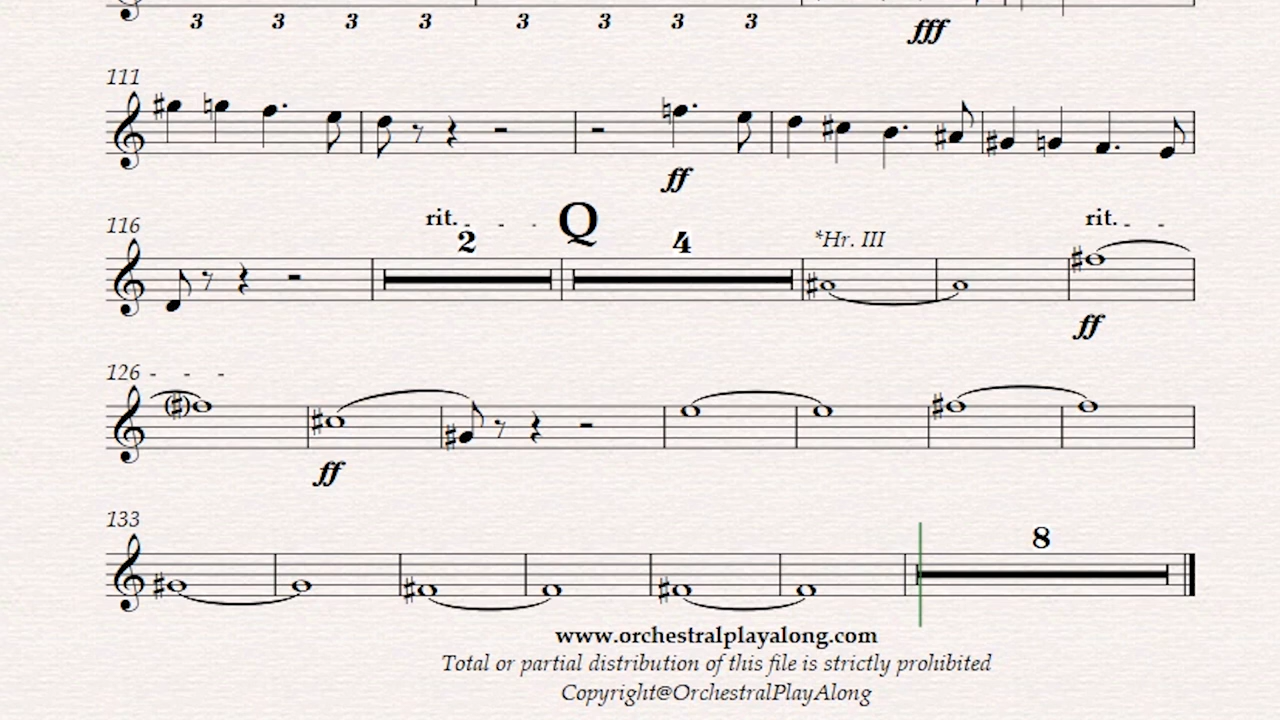 3 3 3 3 3 3 3 3
fff
111
ff
116
rit. - - -
Q
2
4
*Hr. III
rit. - -
ff
126 - - -
ff
133
8
www.orchestralplayalong.com
Total or partial distribution of this file is strictly prohibited
Copyright@OrchestralPlayAlong